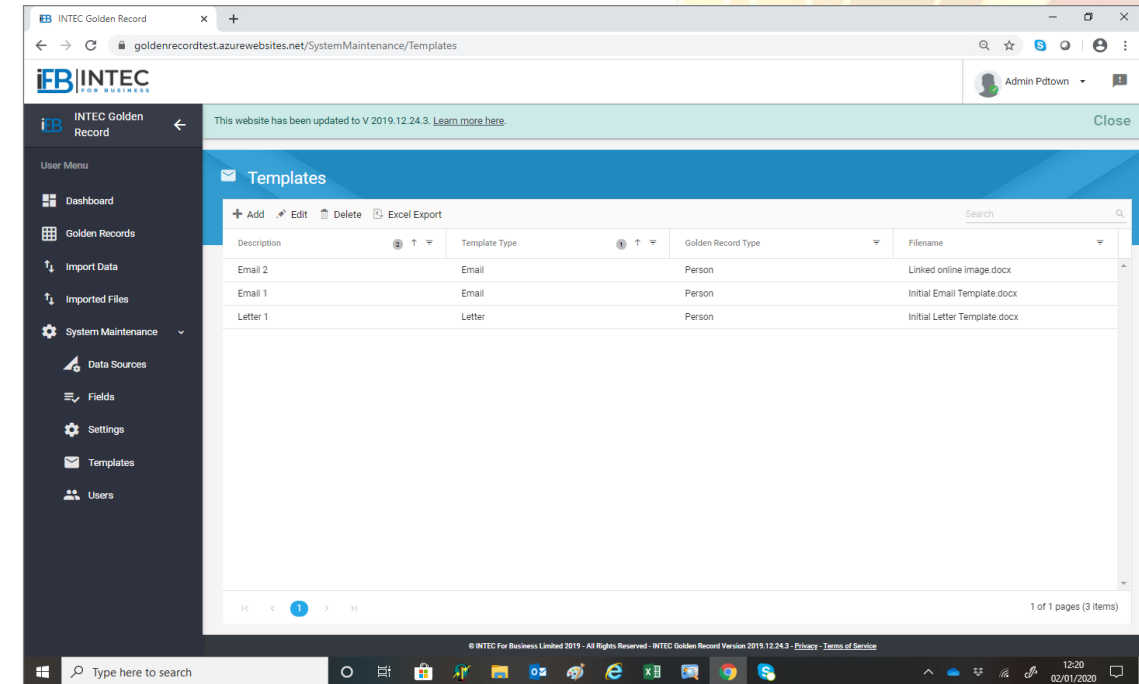 INTEC Golden Record
goldenrecordtest.azurewebsites.net/SystemMaintenance/Templates
iFB INTEC
FOR BUSINESS
Admin Pdtown
iFB INTEC Golden Record
This website has been updated to V 2019.12.24.3. Learn more here.
Close
User Menu
Dashboard
Golden Records
Import Data
Imported Files
System Maintenance
Data Sources
Fields
Settings
Templates
Users
Templates
Add Edit Delete Excel Export Search
Description 2 Template Type 1 Golden Record Type Filename
Email 2 Email Person Linked online image.docx
Email 1 Email Person Initial Email Template.docx
Letter 1 Letter Person Initial Letter Template.docx
1
1 of 1 pages (3 items)
© INTEC For Business Limited 2019 - All Rights Reserved - INTEC Golden Record Version 2019.12.24.3 - Privacy - Terms of Service
Type here to search
12:20
02/01/2020